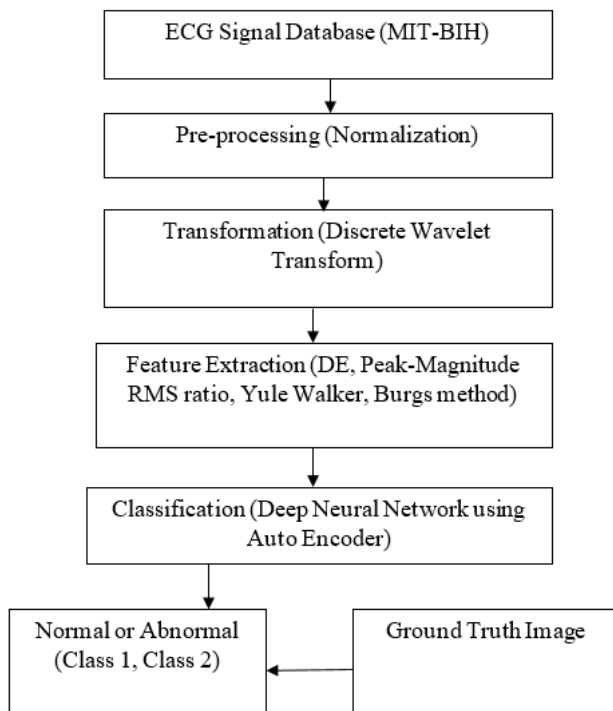 ECG Signal Database (MIT-BIH)
Pre-processing (Normalization)
Transformation (Discrete Wavelet
Transform)
Feature Extraction (DE, Peak-Magnitude
RMS ratio, Yule Walker, Burgs method)
Classification (Deep Neural Network using
Auto Encoder)
Normal or Abnormal
(Class 1, Class 2)
Ground Truth Image